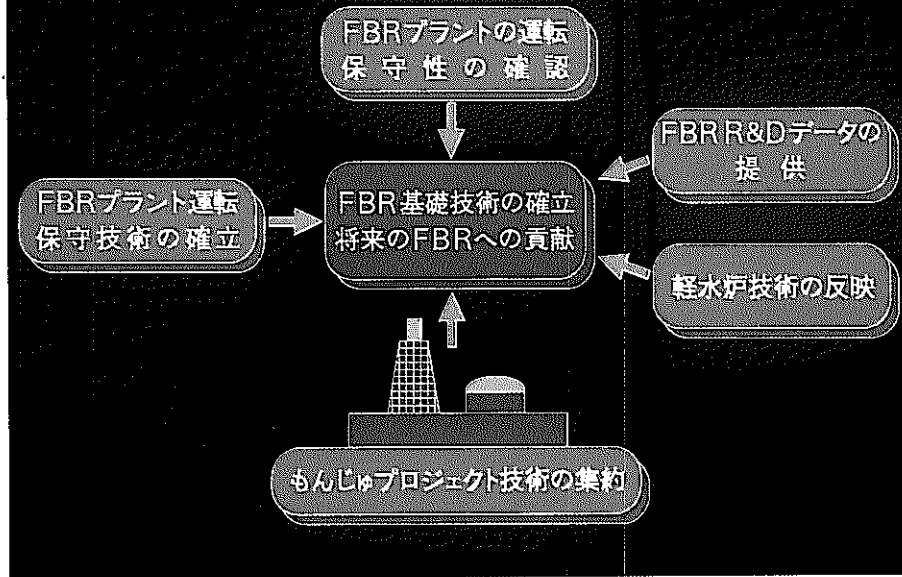 FBRプラントの運転
保守性の確認
FBR R&Dデータの
提供
FBRプラント運転
保守技術の確立
FBR基礎技術の確立
将来のFBRへの貢献
軽水炉技術の反映
もんじゅプロジェクト技術の集約